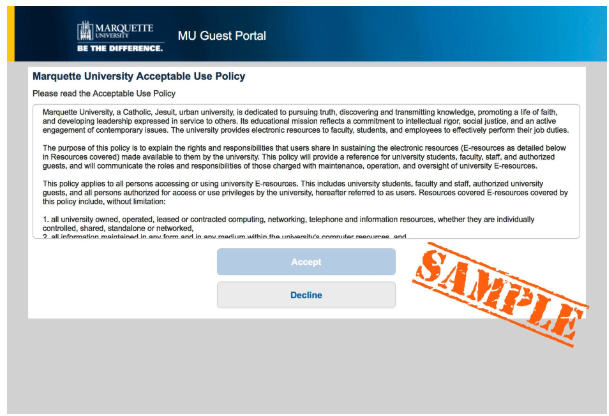 MARQUETTE
UNIVERSITY
BE THE DIFFERENCE.
MU Guest Portal
Marquette University Acceptable Use Policy
Please read the Acceptable Use Policy
Marquette University, a Catholic, Jesuit, urban university, is dedicated to pursuing truth, discovering and transmitting knowledge, promoting a life of faith,
and developing leadership expressed in service to others. Its educational mission reflects a commitment to intellectual rigor, social justice, and an active
engagement of contemporary issues. The university provides electronic resources to faculty, students, and employees to effectively perform their job duties.
The purpose of this policy is to explain the rights and responsibilities that users share in sustaining the electronic resources (E-resources as detailed below
in Resources covered) made available to them by the university. This policy will provide a reference for university students, faculty, staff, and authorized
guests, and will communicate the roles and responsibilities of those charged with maintenance, operation, and oversight of university E-resources.
This policy applies to all persons accessing or using university E-resources. This includes university students, faculty and staff, authorized university
guests, and all persons authorized for access or use privileges by the university, hereafter referred to as users. Resources covered E-resources covered by
this policy include, without limitation:
1. all university owned, operated, leased or contracted computing, networking, telephone and information resources, whether they are individually
controlled, shared, standalone or networked,
2. all information maintained in any form and in any medium within the university's computer resources, and
Accept
SAMPLE
Decline